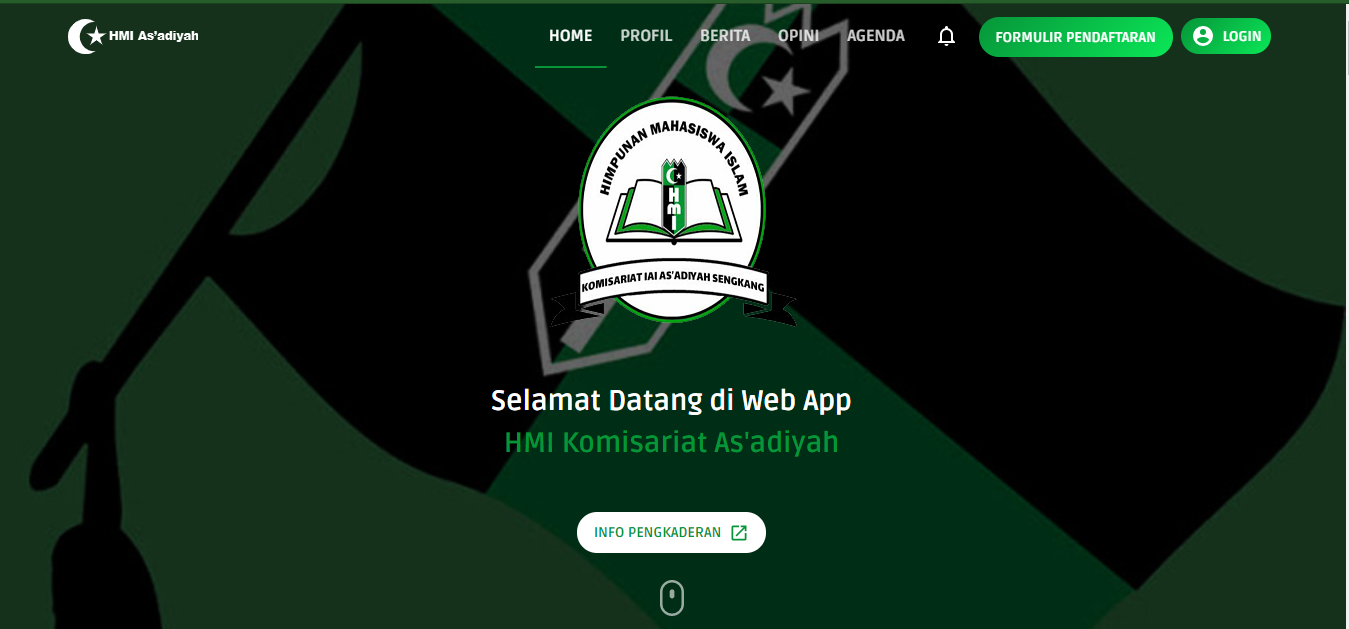 HMI As'adiyah
HOME PROFIL BERITA OPINI AGENDA FORMULIR PENDAFTARAN LOGIN
HIMPUNAN MAHASISWA ISLAM
HMI
KOMISARIAT IAI AS'ADIYAH SENGKANG
Selamat Datang di Web App
HMI Komisariat As'adiyah
INFO PENGKADERAN